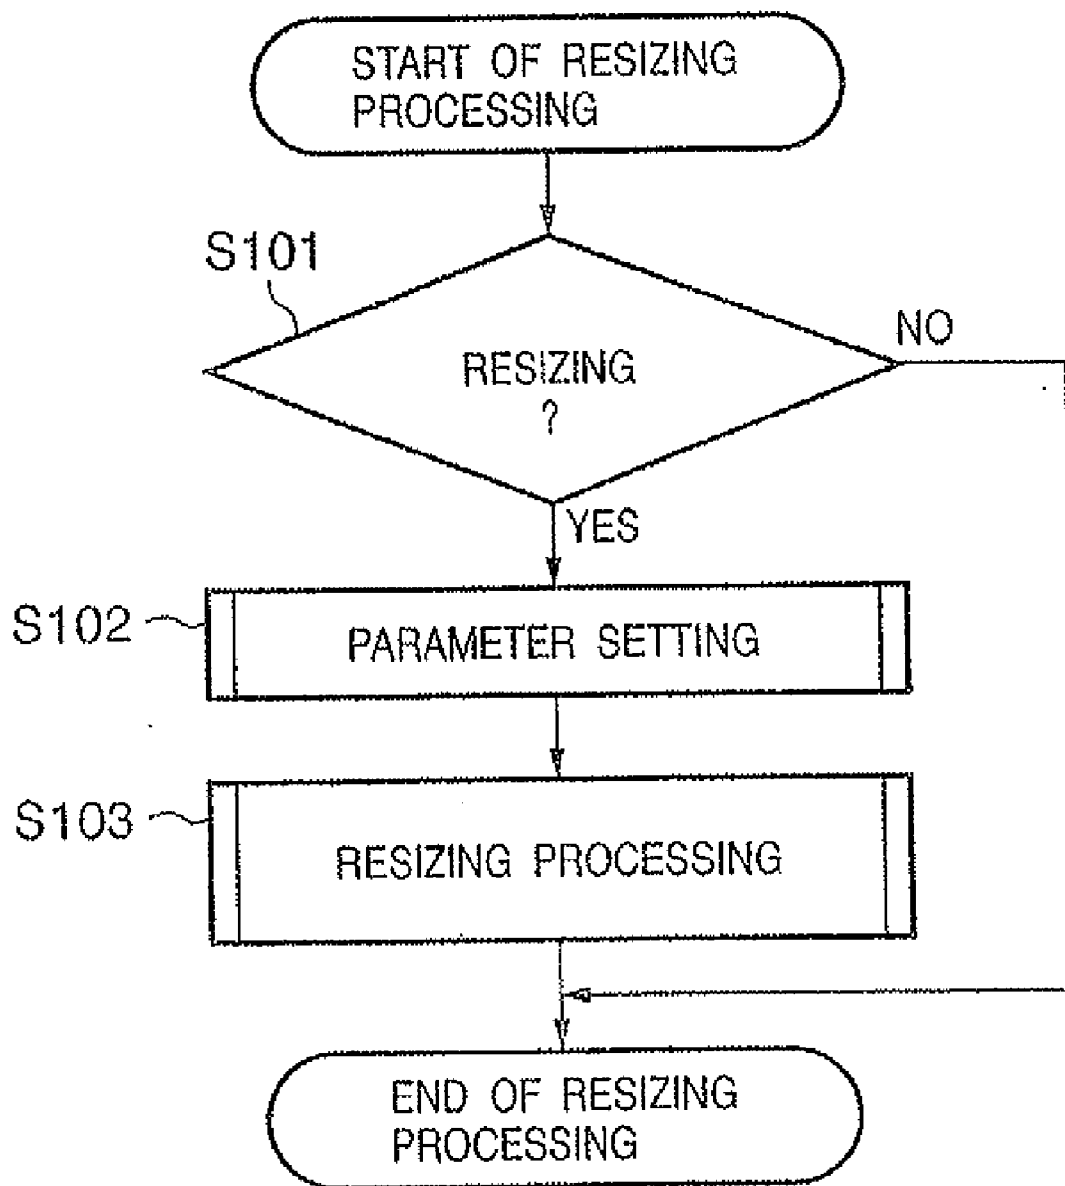 START OF RESIZING
PROCESSING
S101
NO
RESIZING
?
YES
S102
PARAMETER SETTING
S103
RESIZING PROCESSING
END OF RESIZING
PROCESSING